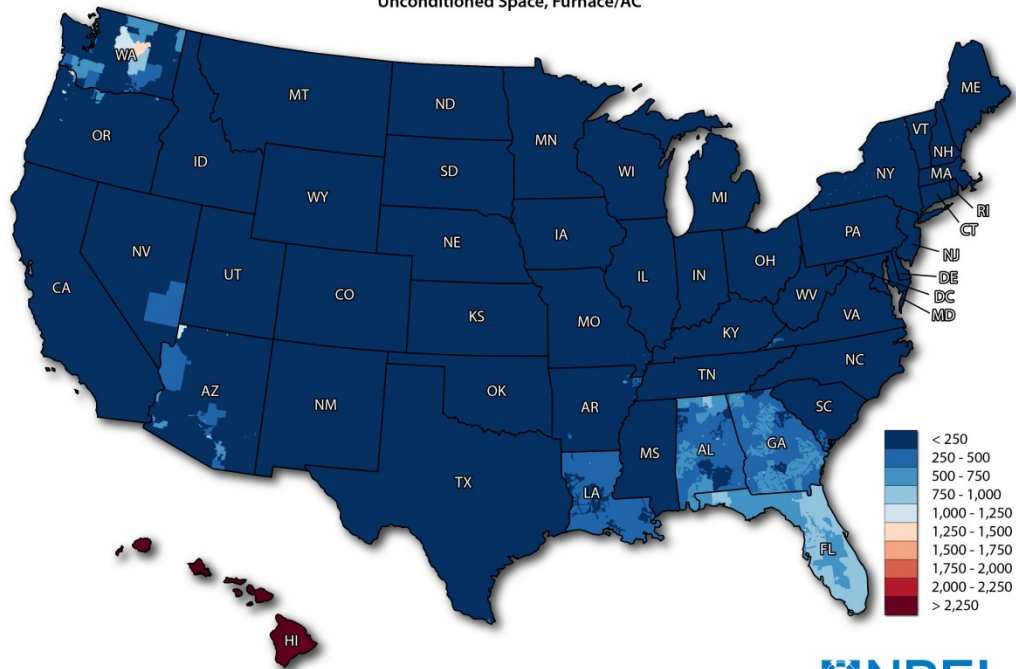 Unconditioned Space, Furnace/AC
WA
MT
ND
MN
ME
VT
NH
OR
ID
SD
WI
NY
MA
MI
RI
WY
CT
IA
PA
NE
NV
OH
NJ
UT
IL
IN
DE
CA
CO
WV
DC
MD
VA
KS
MO
KY
NC
TN
AZ
OK
NM
AR
SC
MS
AL
GA
TX
LA
FL
HI
< 250
250 - 500
500 - 750
750 - 1,000
1,000 - 1,250
1,250 - 1,500
1,500 - 1,750
1,750 - 2,000
2,000 - 2,250
> 2,250